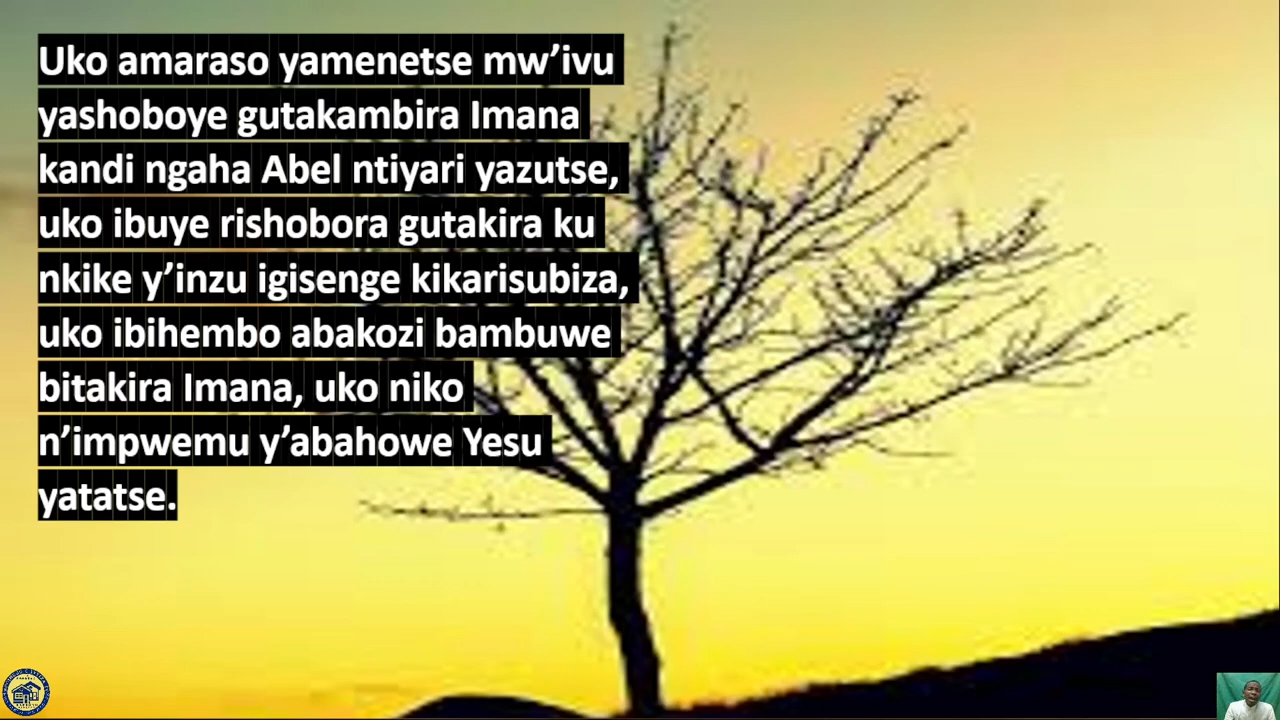 Uko amaraso yamenetse mw’ivu
yashoboye gutakambira Imana
kandi ngaha Abel ntiyari yazutse,
uko ibuye rishobora gutakira ku
nkike y’inzu igisenge kikarisubiza,
uko ibihembo abakozi bambuwe
bitakira Imana, uko niko
n’impwemu y’abahowe Yesu
yatatse.